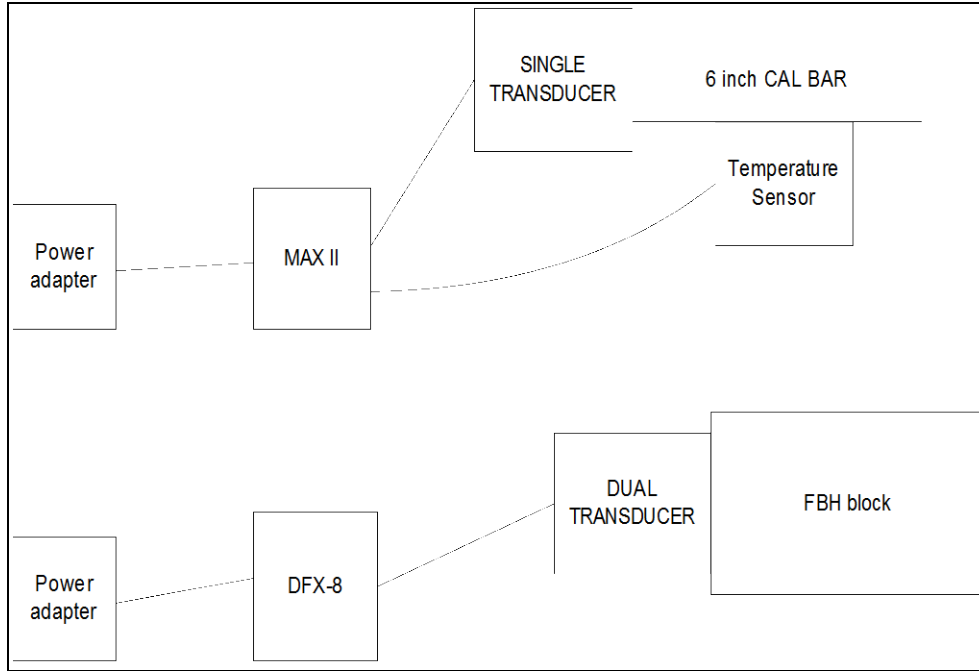 SINGLE
TRANSDUCER
6 inch CAL BAR
Temperature
Sensor
Power
adapter
MAX II
DUAL
TRANSDUCER
FBH block
Power
adapter
DFX-8